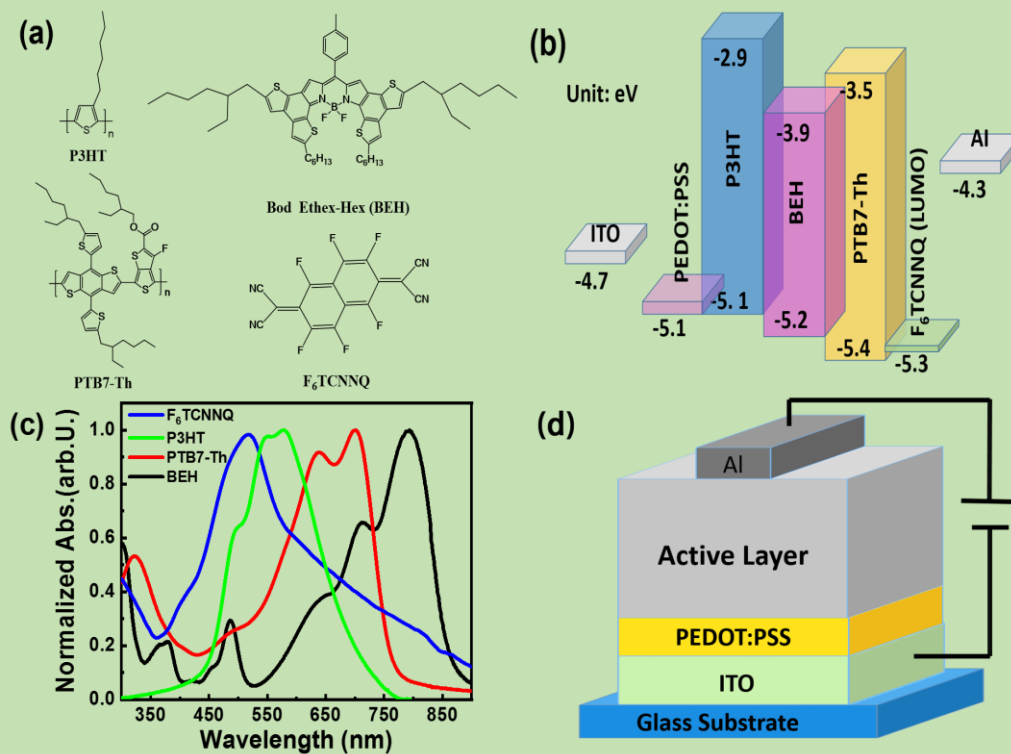 (a)
P3HT
n
S
N
N
B
F
F
C₆H₁₃
C₆H₁₃
Bod Ethex-Hex (BEH)
O
O
F
S
n
PTB7-Th
F
F
F
F
F
F
NC
NC
CN
CN
F₆TCNNQ
(b)
Unit: eV
ITO
-4.7
PEDOT:PSS
-5.1
-2.9
P3HT
-5. 1
-3.9
BEH
-5.2
-3.5
PTB7-Th
-5.4
F₆TCNNQ (LUMO)
-5.3
Al
-4.3
(c)
F₆TCNNQ
P3HT
PTB7-Th
BEH
Normalized Abs.(arb.U.)
1.0
0.8
0.6
0.4
0.2
0.0
350 450 550 650 750 850
Wavelength (nm)
(d)
Al
Active Layer
PEDOT:PSS
ITO
Glass Substrate